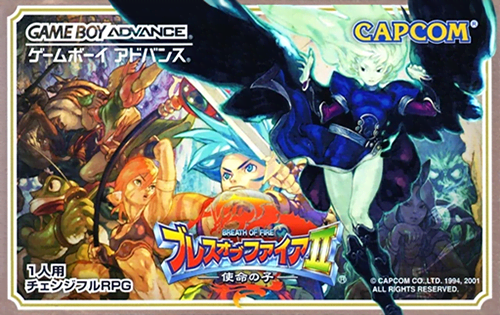 GAME BOY ADVANCE
ゲームボーイ アドバンス
CAPCOM
BREATH OF FIRE
ブレス オブ ファイア II
使命の子
®
1人用
チェンジフルRPG
© CAPCOM CO., LTD. 1994, 2001
ALL RIGHTS RESERVED.